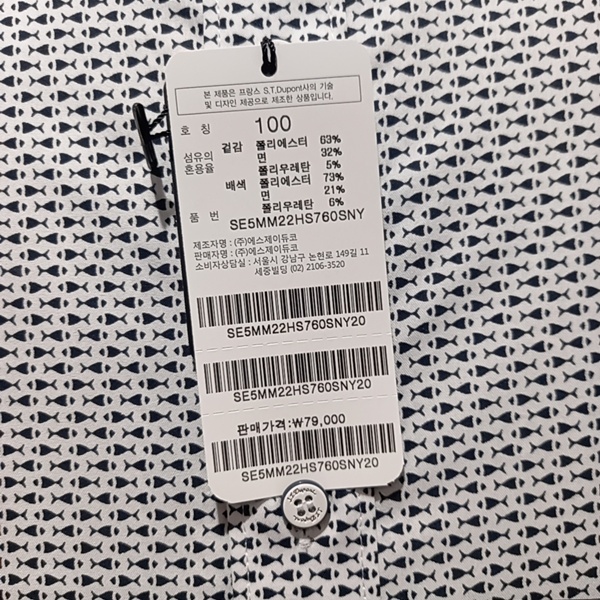 본 제품은 프랑스 S.T.Dupont사의 기술
및 디자인 제공으로 제조한 상품입니다.
호 칭 100
섬유의 혼용율
겉감 폴리에스터 63%
면 32%
폴리우레탄 5%
배색 폴리에스터 73%
면 21%
폴리우레탄 6%
품 번 SE5MM22HS760SNY
제조자명 : (주)에스제이듀코
판매자명 : (주)에스제이듀코
소비자상담실 : 서울시 강남구 논현로 149길 11
세중빌딩 (02) 2106-3520
SE5MM22HS760SNY20
SE5MM22HS760SNY20
판매가격:₩79,000
SE5MM22HS760SNY20